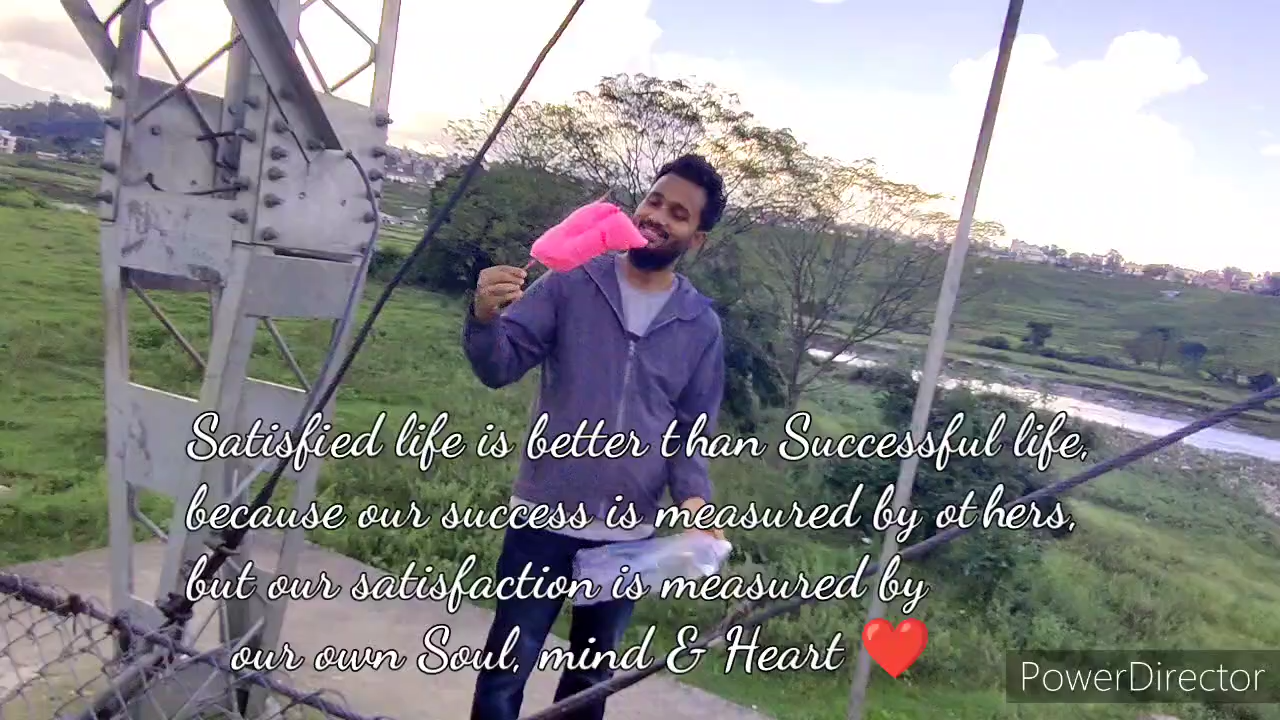 Satisfied life is better than Successful life,
because our success is measured by others,
but our satisfaction is measured by
our own Soul, mind & Heart ❤️
PowerDirector